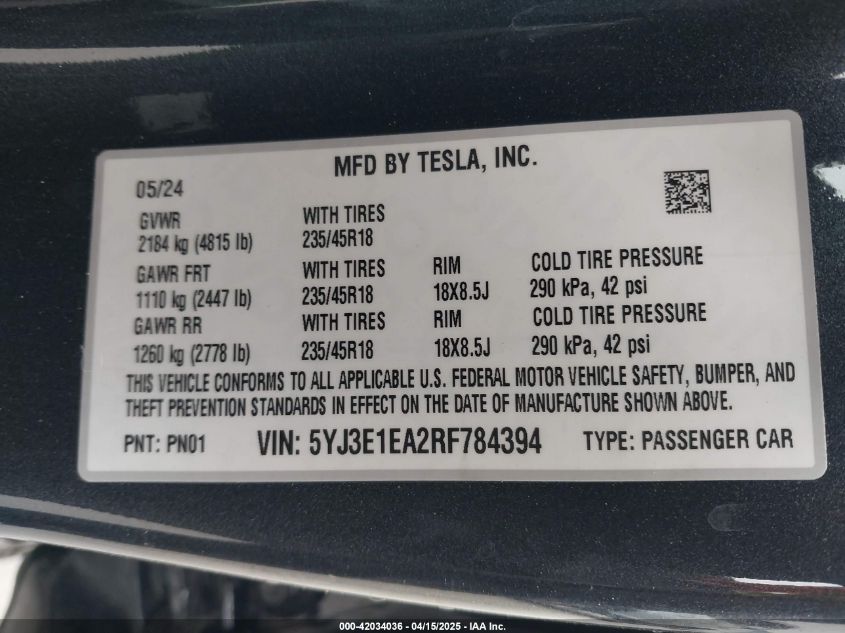 MFD BY TESLA, INC.
05/24
GVWR WITH TIRES
2184 kg (4815 lb) 235/45R18
GAWR FRT WITH TIRES RIM COLD TIRE PRESSURE
1110 kg (2447 lb) 235/45R18 18X8.5J 290 kPa, 42 psi
GAWR RR WITH TIRES RIM COLD TIRE PRESSURE
1260 kg (2778 lb) 235/45R18 18X8.5J 290 kPa, 42 psi
THIS VEHICLE CONFORMS TO ALL APPLICABLE U.S. FEDERAL MOTOR VEHICLE SAFETY, BUMPER, AND
THEFT PREVENTION STANDARDS IN EFFECT ON THE DATE OF MANUFACTURE SHOWN ABOVE.
PNT: PN01 VIN: 5YJ3E1EA2RF784394 TYPE: PASSENGER CAR
000-42034036 - 04/15/2025 - IAA Inc.